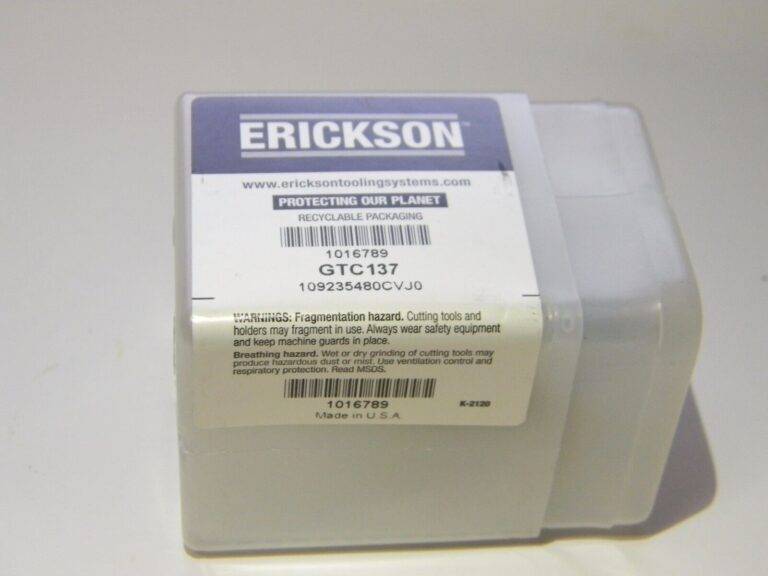 ERICKSON™
www.ericksontoolingsystems.com
PROTECTING OUR PLANET
RECYCLABLE PACKAGING
1016789
GTC137
109235480CVJ0
WARNINGS: Fragmentation hazard. Cutting tools and
holders may fragment in use. Always wear safety equipment
and keep machine guards in place.
Breathing hazard. Wet or dry grinding of cutting tools may
produce hazardous dust or mist. Use ventilation control and
respiratory protection. Read MSDS.
1016789
K-2120
Made in U.S.A.